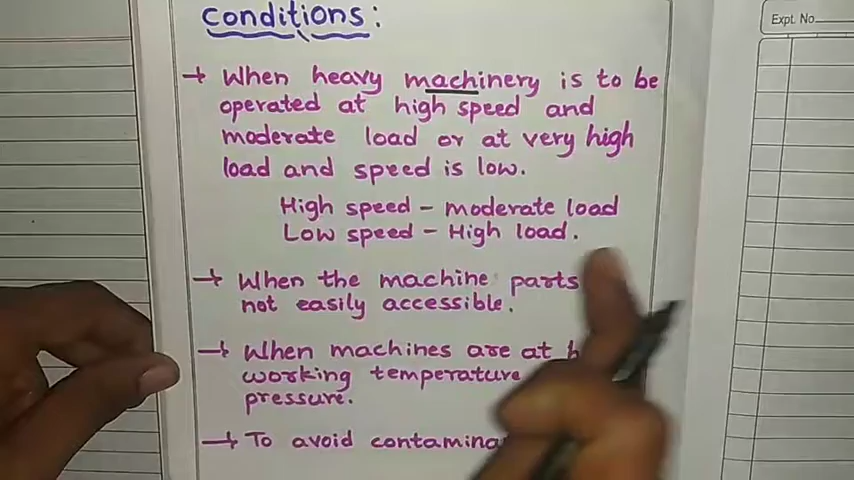 Conditions:
Expt. No.
→ When heavy machinery is to be
operated at high speed and
moderate load or at very high
load and speed is low.
High speed - moderate load
Low speed - High load.
→ When the machine parts
not easily accessible.
→ When machines are at
working temperature
pressure.
→ To avoid